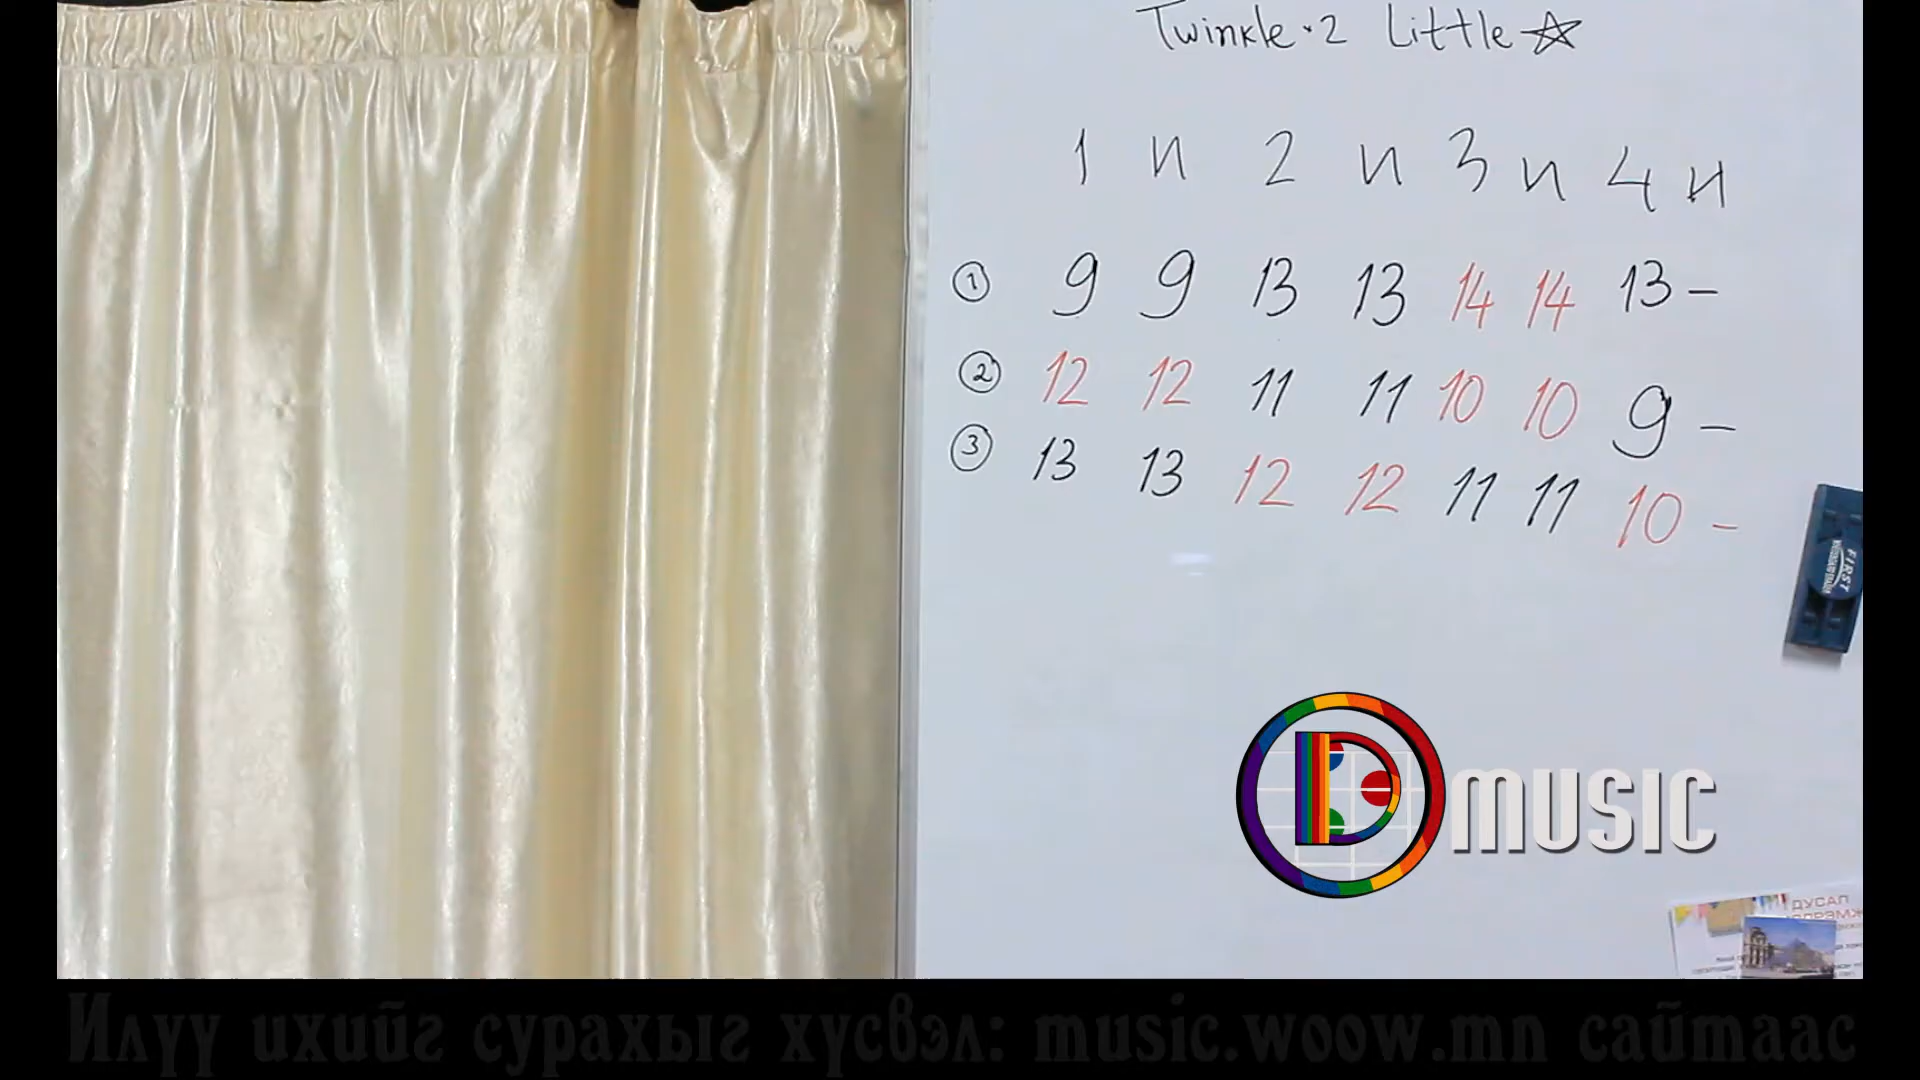 Twinkle·2 Little☆
1 и 2 и 3 и 4 и
① 9 9 13 13 14 14 13 –
② 12 12 11 11 10 10 9 –
③ 13 13 12 12 11 11 10 –
FIRST
MUSIC
ДУСАЛ
Илүү ихийг сурахыг хүсвэл: music.woow.mn сайтаас